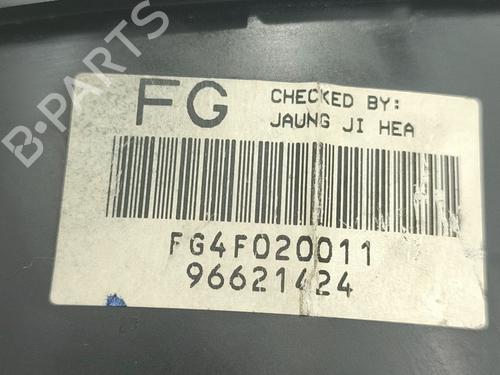 FG
CHECKED BY:
JAUNG JI HEA
FG4F020011
96621424
B-PARTS